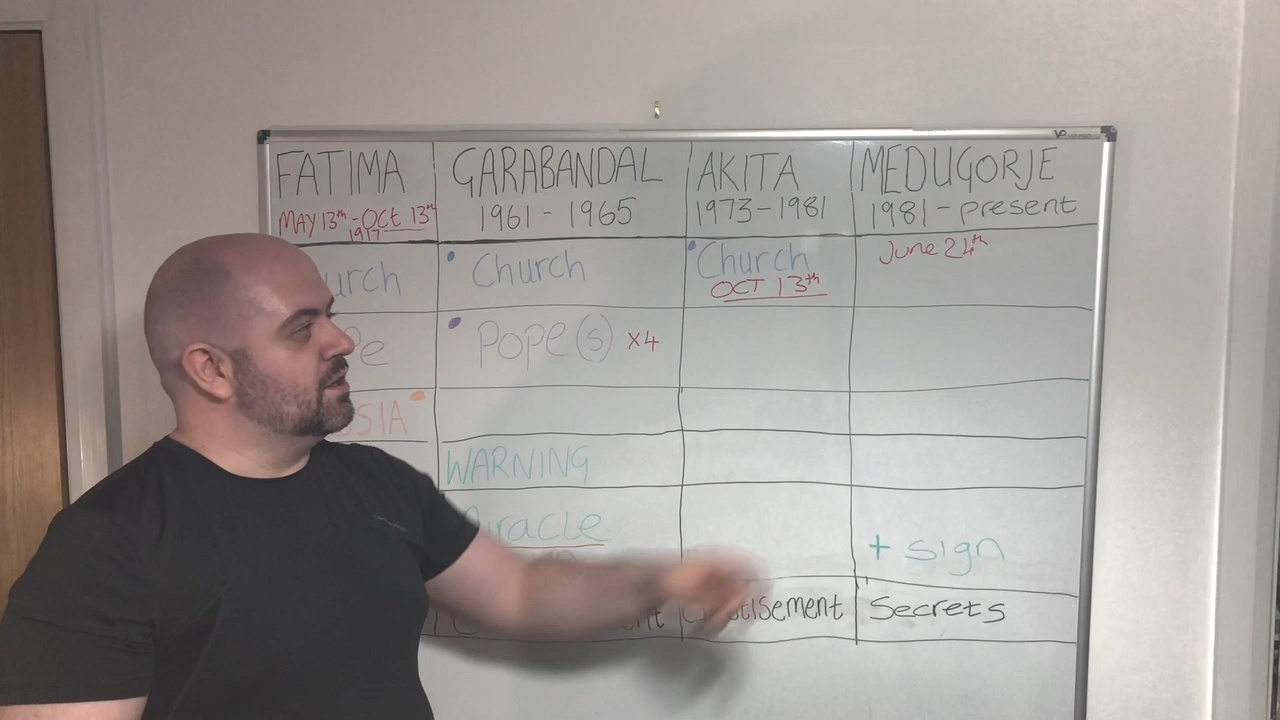 FATIMA GARABANDAL AKITA MEDUGORJE
MAY 13th - Oct 13th 1961 - 1965 1973-1981 1981 - present
1917
Church Church June 24th
OCT 13th
Pope(s) x4
WARNING
+ sign
Secrets